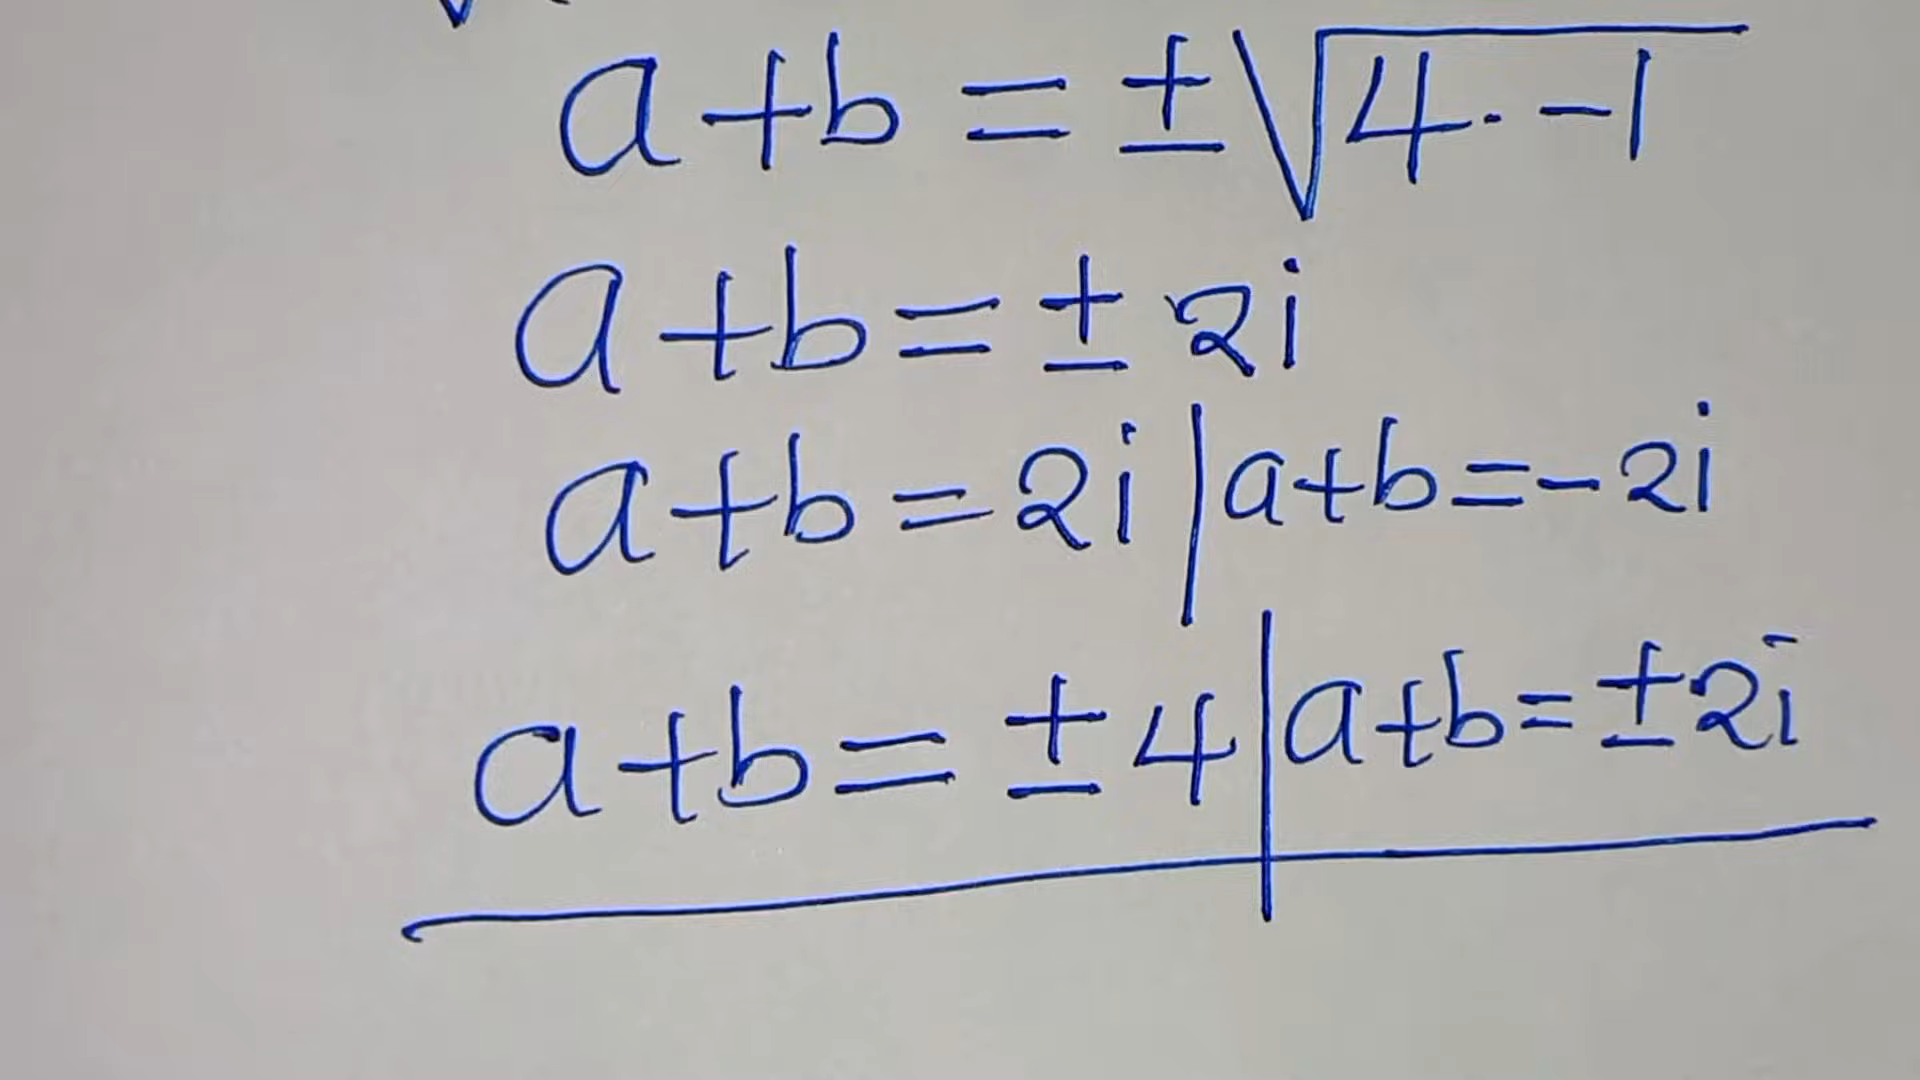 a+b = ±√4·-1
a+b = ± 2i
a+b = 2i | a+b = -2i
a+b = ±4 | a+b = ±2i